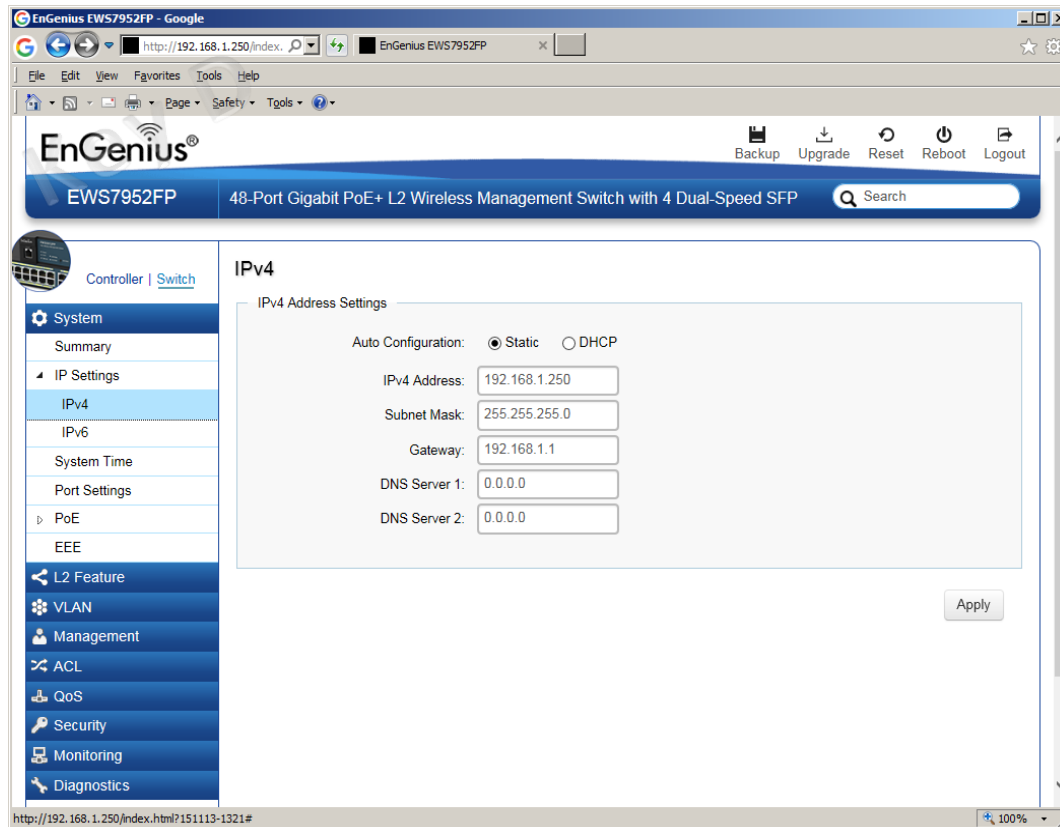 EnGenius EWS7952FP - Google
http://192.168.1.250/index.
EnGenius EWS7952FP
File Edit View Favorites Tools Help
Page Safety Tools
EnGenius®
Backup Upgrade Reset Reboot Logout
EWS7952FP
48-Port Gigabit PoE+ L2 Wireless Management Switch with 4 Dual-Speed SFP
Search
Controller | Switch
System
Summary
IP Settings
IPv4
IPv6
System Time
Port Settings
PoE
EEE
L2 Feature
VLAN
Management
ACL
QoS
Security
Monitoring
Diagnostics
IPv4
IPv4 Address Settings
Auto Configuration: Static DHCP
IPv4 Address: 192.168.1.250
Subnet Mask: 255.255.255.0
Gateway: 192.168.1.1
DNS Server 1: 0.0.0.0
DNS Server 2: 0.0.0.0
Apply
http://192.168.1.250/index.html?151113-1321#
100%